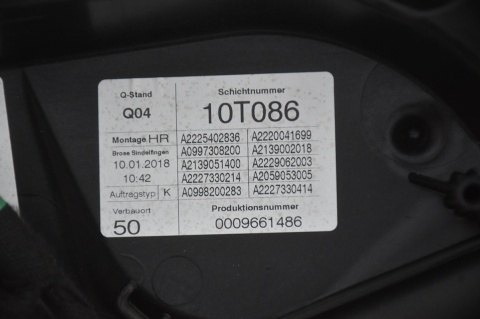 Q-Stand
Q04
Schichtnummer
10T086
Montage HR
Brose Sindelfingen
10.01.2018
10:42
Auftragstyp K
A2225402836 A2220041699
A0997308200 A2139002018
A2139051400 A2229062003
A2227330214 A2059053005
A0998200283 A2227330414
Verbauort
50
Produktionsnummer
0009661486